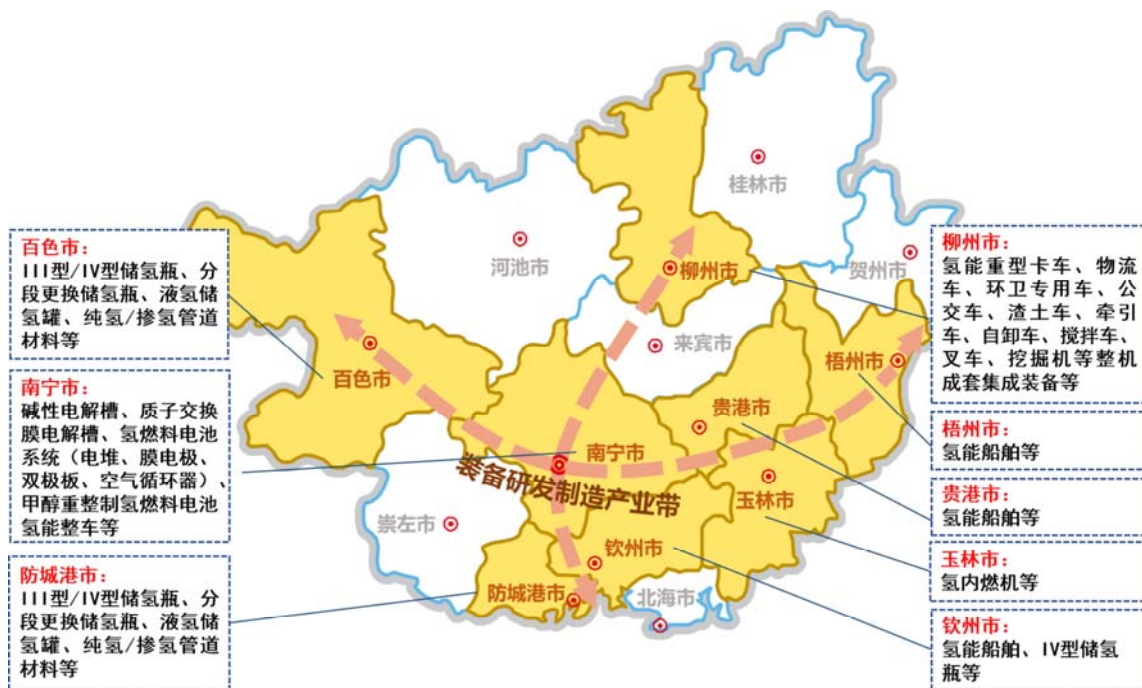 百色市：
III型/IV型储氢瓶、分
段更换储氢瓶、液氢储
氢罐、纯氢/掺氢管道
材料等
南宁市：
碱性电解槽、质子交换
膜电解槽、氢燃料电池
系统（电堆、膜电极、
双极板、空气循环器）、
甲醇重整制氢燃料电池
氢能整车等
防城港市：
III型/IV型储氢瓶、分
段更换储氢瓶、液氢储
氢罐、纯氢/掺氢管道
材料等
桂林市
河池市
柳州市
贺州市
来宾市
梧州市
百色市
贵港市
南宁市
装备研发制造产业带
玉林市
崇左市
钦州市
防城港市
北海市
柳州市：
氢能重型卡车、物流
车、环卫专用车、公
交车、渣土车、牵引
车、自卸车、搅拌车、
叉车、挖掘机等整机
成套集成装备等
梧州市：
氢能船舶等
贵港市：
氢能船舶等
玉林市：
氢内燃机等
钦州市：
氢能船舶、IV型储氢
瓶等